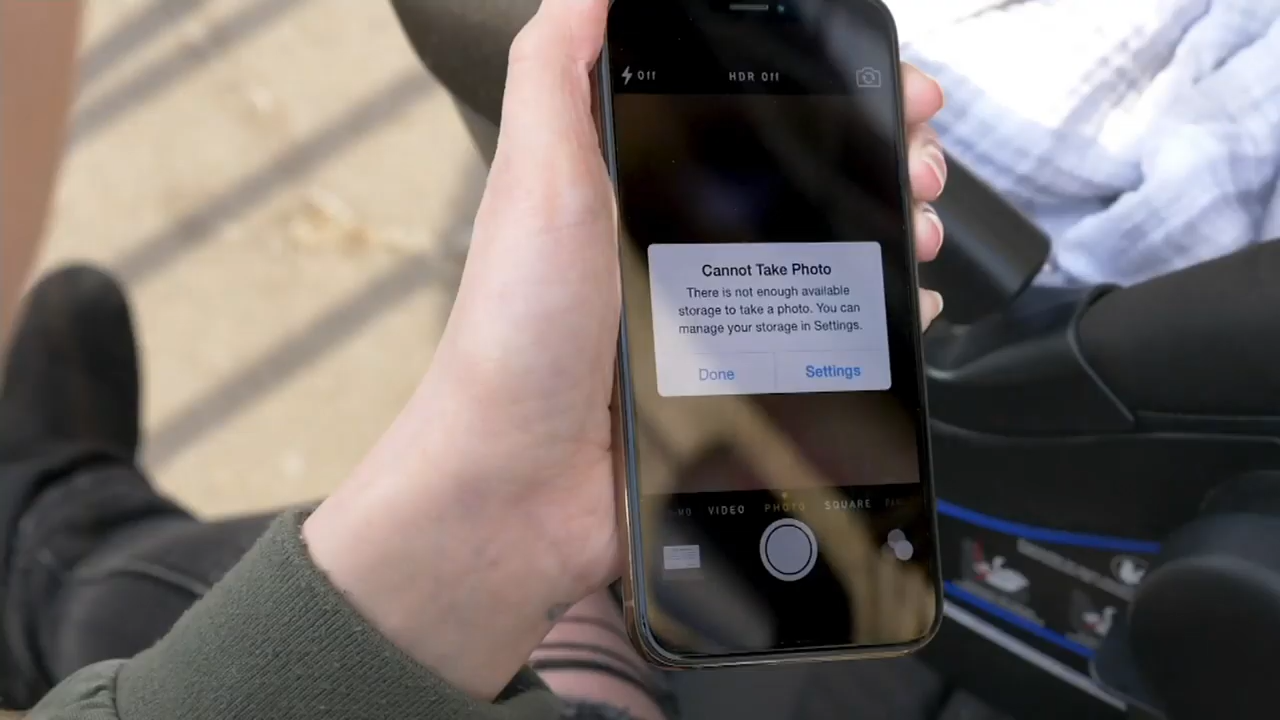 Off
HDR Off
Cannot Take Photo
There is not enough available
storage to take a photo. You can
manage your storage in Settings.
Done
Settings
VIDEO
PHOTO
SQUARE